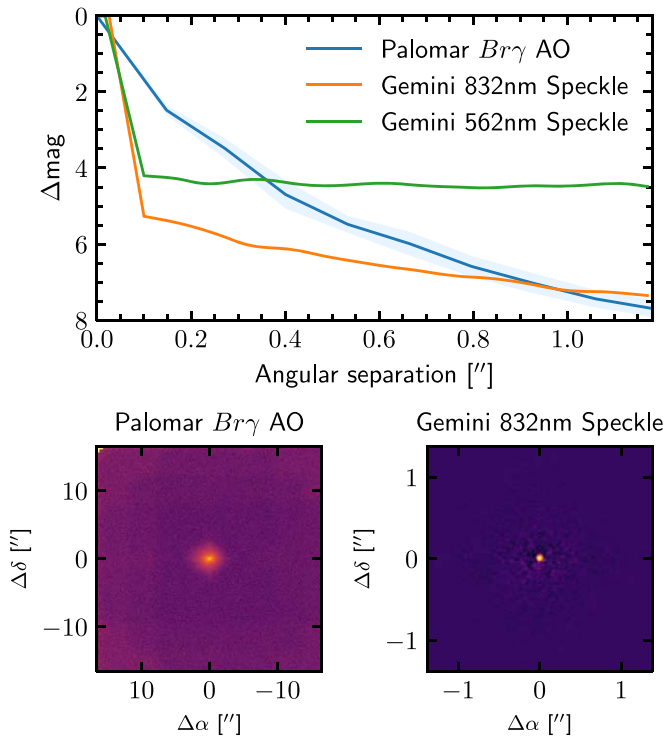 0
2
4
6
8
Δmag
Palomar Brγ AO
Gemini 832nm Speckle
Gemini 562nm Speckle
0.0 0.2 0.4 0.6 0.8 1.0
Angular separation ['']
Palomar Brγ AO
10
0
−10
Δδ ['']
10 0 −10
Δα ['']
Gemini 832nm Speckle
1
0
−1
Δδ ['']
−1 0 1
Δα ['']